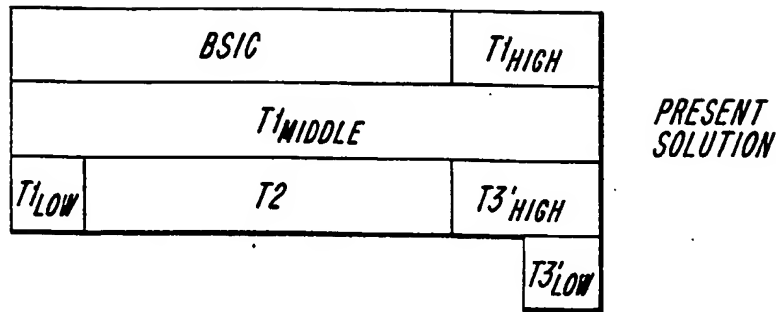 BSIC T1HIGH
T1MIDDLE
PRESENT
SOLUTION
T1LOW T2 T3'HIGH
T3'LOW